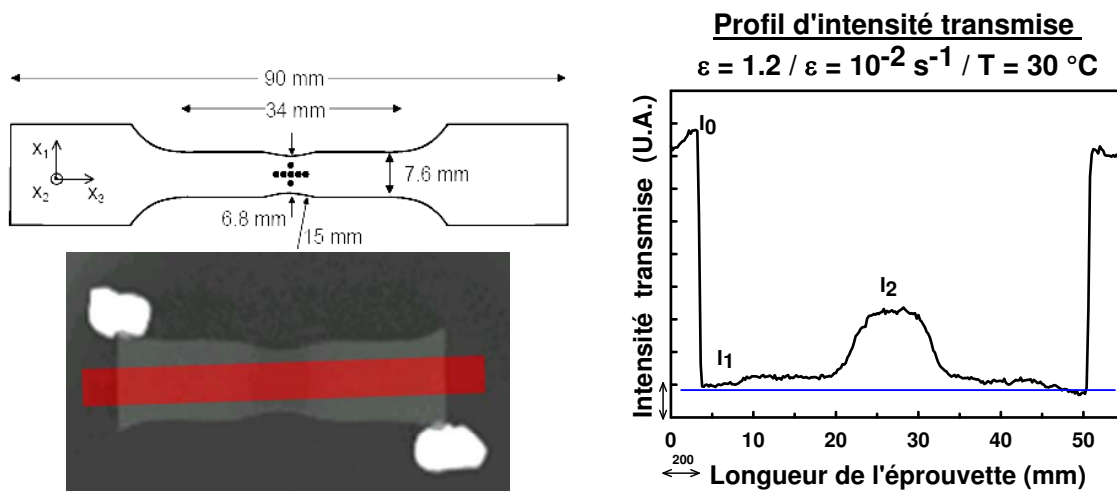 90 mm
34 mm
X1
X2
X3
7.6 mm
6.8 mm
15 mm
Profil d'intensité transmise
ε = 1.2 / ε = 10-2 s-1 / T = 30 °C
Intensité transmise (U.A.)
I0
I1
I2
0 10 20 30 40 50
200
Longueur de l'éprouvette (mm)